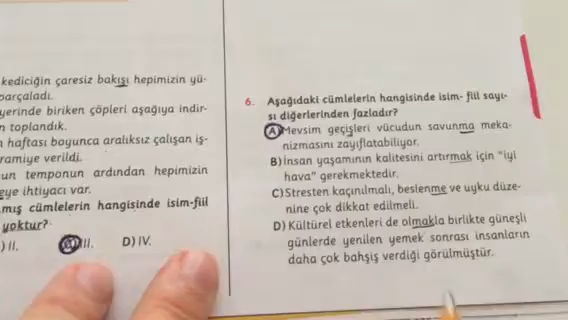 kediciğin çaresiz bakışı hepimizin yü-
parçaladı.
yerinde biriken çöpleri aşağıya indir-
toplandık.
haftası boyunca aralıksız çalışan iş-
ramiye verildi.
un temponun ardından hepimizin
eye ihtiyacı var.
mış cümlelerin hangisinde isim-fiil
yoktur?
) II. D) IV.
6. Aşağıdaki cümlelerin hangisinde isim- fiil sayı-
sı diğerlerinden fazladır?
A) Mevsim geçişleri vücudun savunma meka-
nizmasını zayıflatabiliyor.
B) İnsan yaşamının kalitesini artırmak için "iyi
hava" gerekmektedir.
C) Stresten kaçınılmalı, beslenme ve uyku düze-
nine çok dikkat edilmeli.
D) Kültürel etkenleri de olmakla birlikte güneşli
günlerde yenilen yemek sonrası insanların
daha çok bahşiş verdiği görülmüştür.